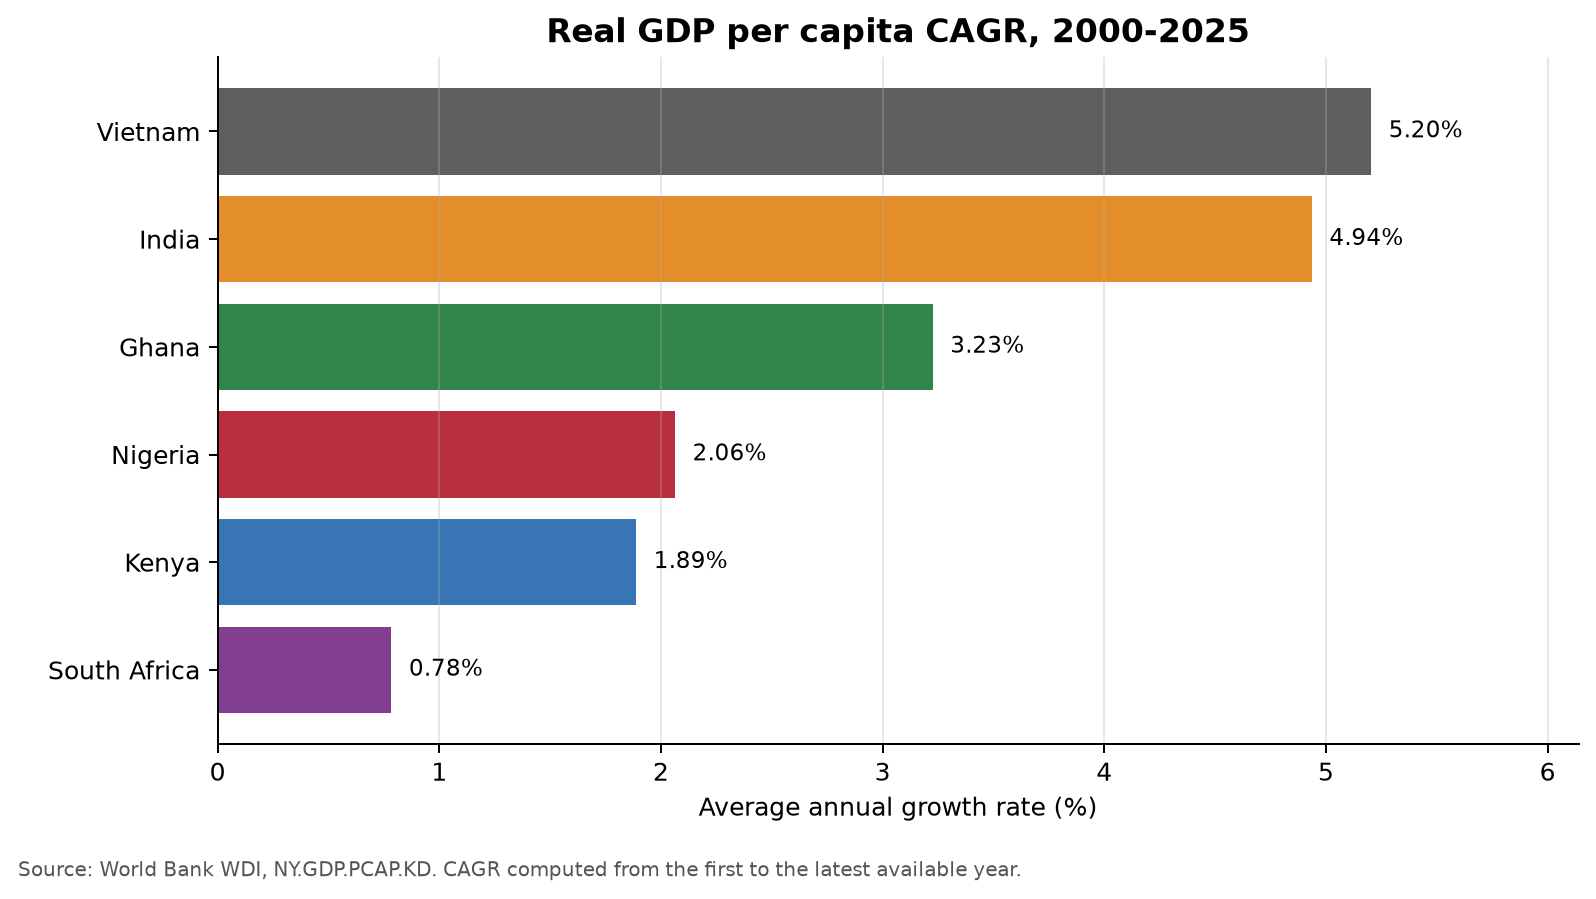 Real GDP per capita CAGR, 2000-2025
Vietnam
5.20%
India
4.94%
Ghana
3.23%
Nigeria
2.06%
Kenya
1.89%
South Africa
0.78%
0 1 2 3 4 5 6
Average annual growth rate (%)
Source: World Bank WDI, NY.GDP.PCAP.KD. CAGR computed from the first to the latest available year.